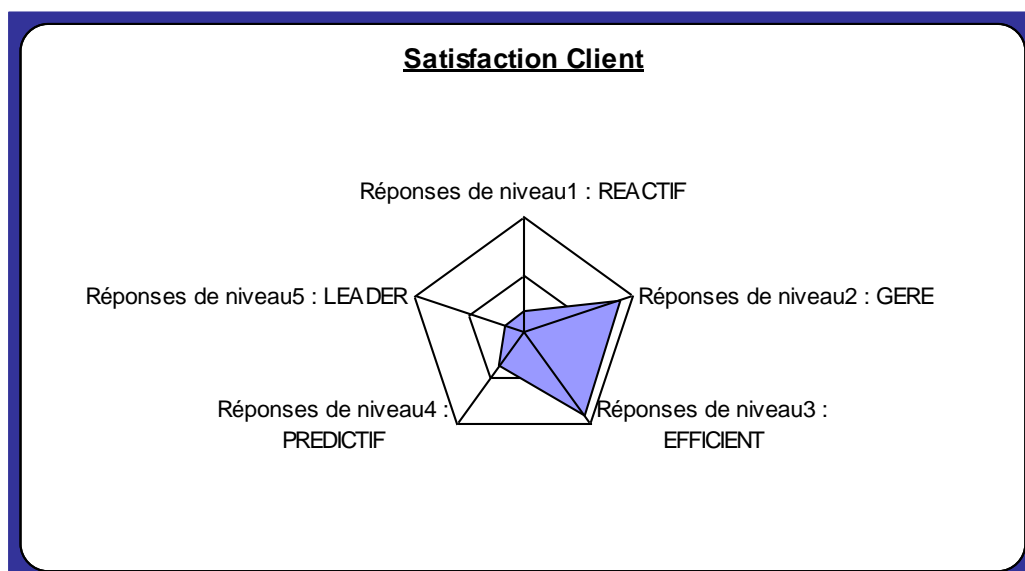 Satisfaction Client
Réponses de niveau1 : REACTIF
Réponses de niveau5 : LEADER
Réponses de niveau2 : GERE
Réponses de niveau4 :
PREDICTIF
Réponses de niveau3 :
EFFICIENT